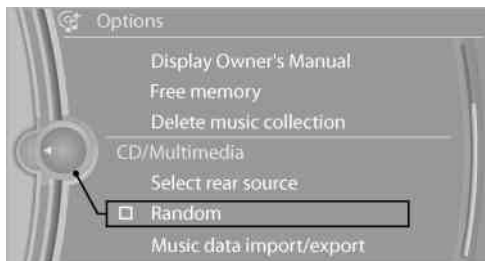 Options
Display Owner's Manual
Free memory
Delete music collection
CD/Multimedia
Select rear source
Random
Music data import/export